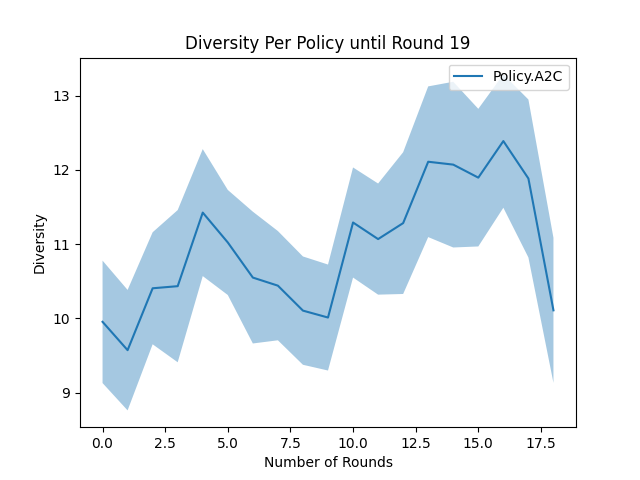 Diversity Per Policy until Round 19
Policy.A2C
13
12
11
10
9
Diversity
0.0 2.5 5.0 7.5 10.0 12.5 15.0 17.5
Number of Rounds